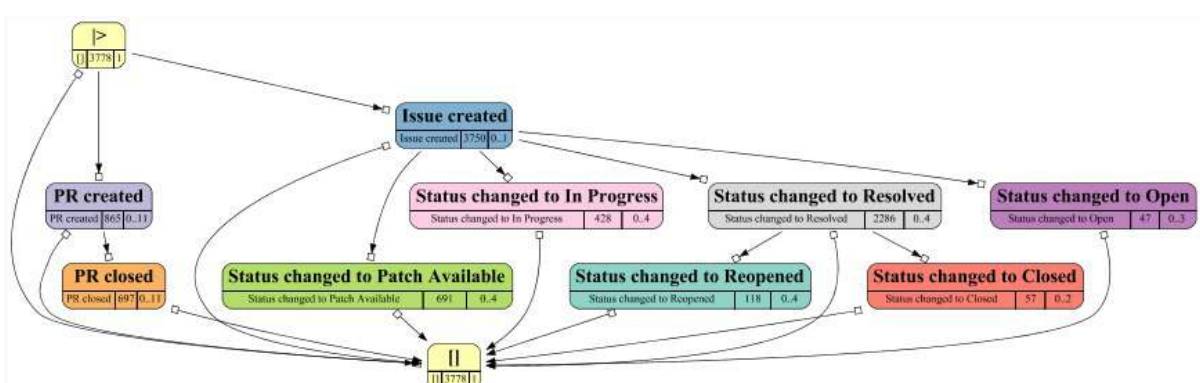 |>
[] 3778 1
Issue created
Issue created 3750 0..1
PR created
PR created 865 0..11
Status changed to In Progress
Status changed to In Progress 428 0..4
Status changed to Resolved
Status changed to Resolved 2286 0..4
Status changed to Open
Status changed to Open 47 0..3
PR closed
PR closed 697 0..11
Status changed to Patch Available
Status changed to Patch Available 691 0..4
Status changed to Reopened
Status changed to Reopened 118 0..4
Status changed to Closed
Status changed to Closed 57 0..2
[]
[] 3778 1